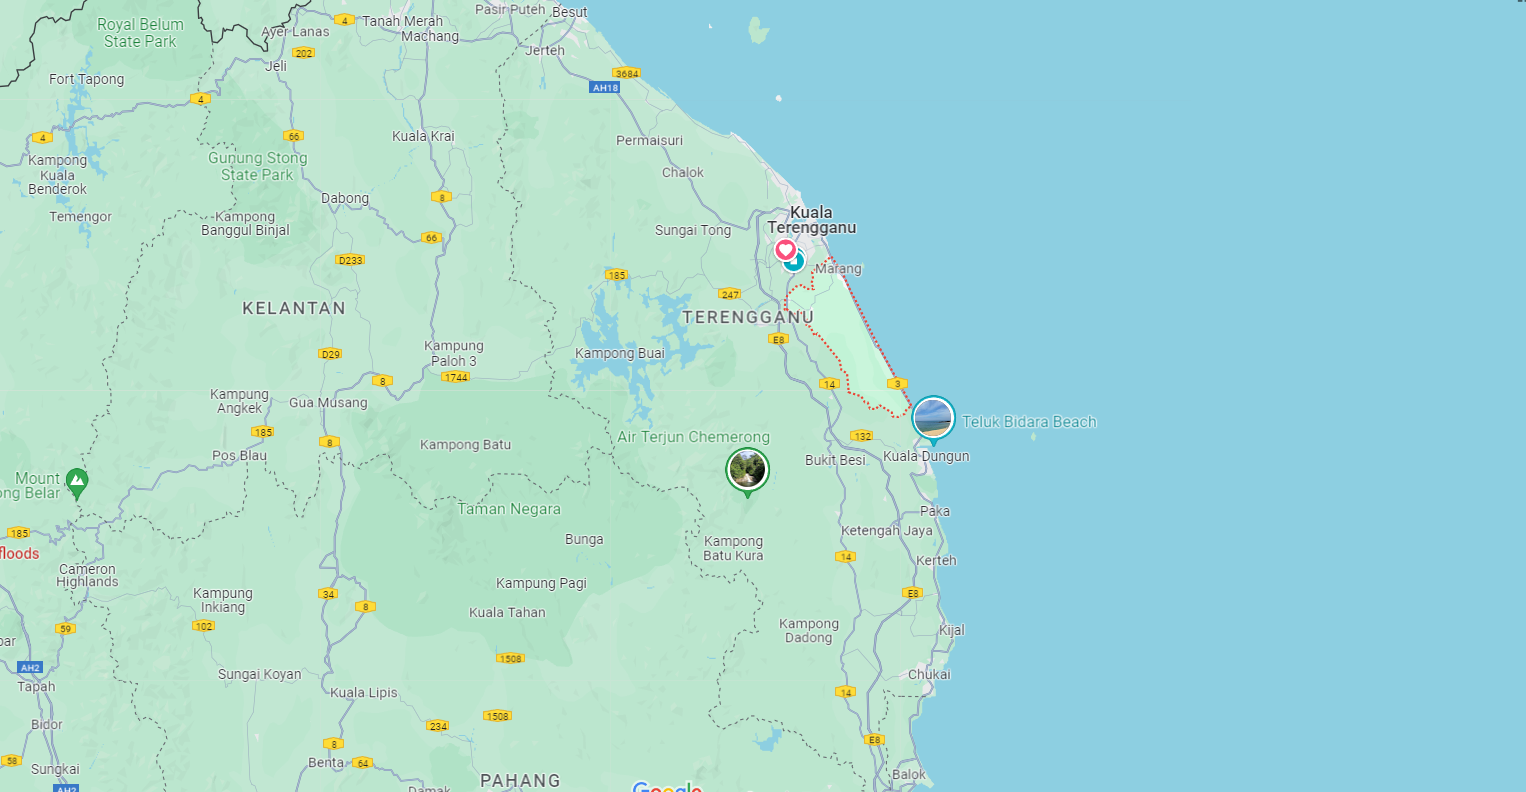 Pasir Puteh
Besut
Royal Belum
State Park
4
Tanah Merah
Machang
Ayer Lanas
202
Jerteh
Jeli
Fort Tapong
3684
AH18
4
4
66
Kuala Krai
Permaisuri
Kampong
Kuala
Benderok
Gunung Stong
State Park
Chalok
Dabong
8
Temengor
Kampong
Banggul Binjal
Kuala
Terengganu
Sungai Tong
66
D233
185
Marang
247
KELANTAN
TERENGGANU
E8
Kampung
Paloh 3
D29
Kampong Buai
1744
8
14
3
Kampong
Angkek
Gua Musang
185
8
Kampong Batu
Air Terjun Chemerong
132
Teluk Bidara Beach
Pos Blau
Bukit Besi
Kuala Dungun
Mount
ong Belar
Taman Negara
Paka
185
Bunga
Kampong
Batu Kura
Ketengah Jaya
floods
14
Kerteh
Cameron
Highlands
Kampung Pagi
Kampung
Inkiang
34
8
E8
Kuala Tahan
102
59
Kampung
Dadong
Kijal
par
AH2
1508
Sungai Koyan
Chukai
Tapah
Kuala Lipis
14
1508
Bidor
234
8
E8
58
Benta
64
Sungkai
PAHANG
Balok
AH2
Damak
Google